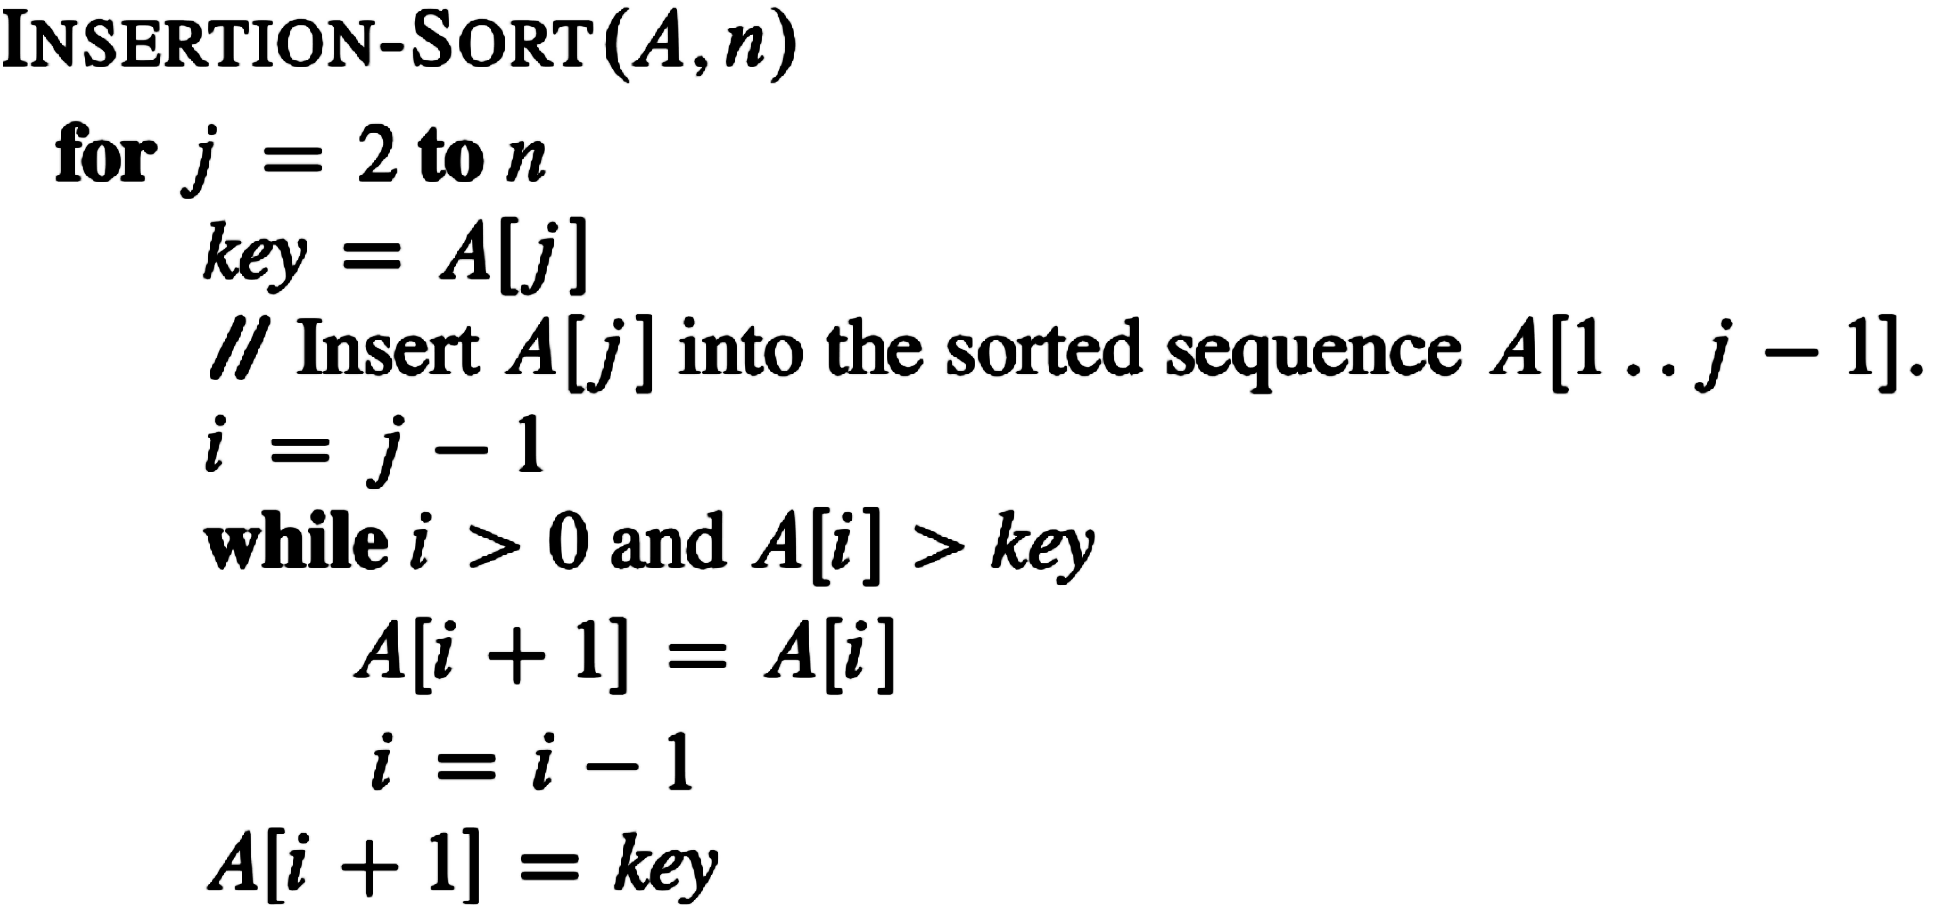 INSERTION-SORT(A, n)
for j = 2 to n
key = A[j]
// Insert A[j] into the sorted sequence A[1 . . j − 1].
i = j − 1
while i > 0 and A[i] > key
A[i + 1] = A[i]
i = i − 1
A[i + 1] = key